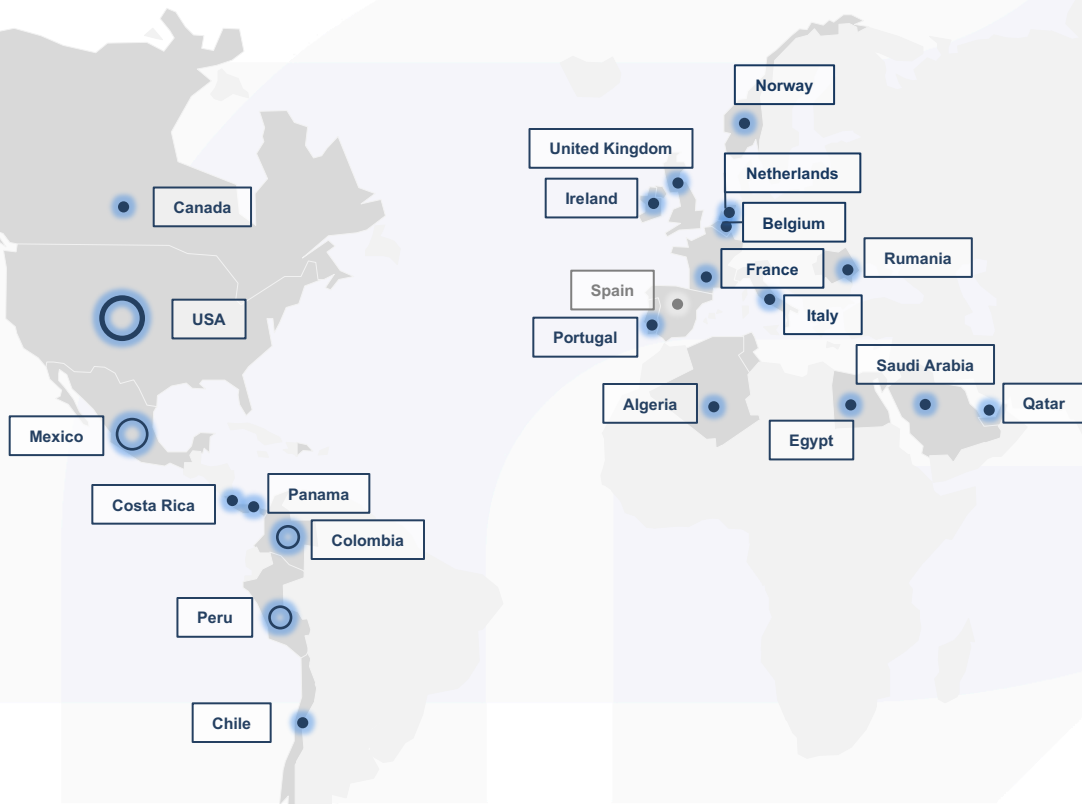 Norway
United Kingdom
Netherlands
Ireland
Canada
Belgium
Rumania
France
Spain
USA
Italy
Portugal
Saudi Arabia
Algeria
Qatar
Mexico
Egypt
Panama
Costa Rica
Colombia
Peru
Chile